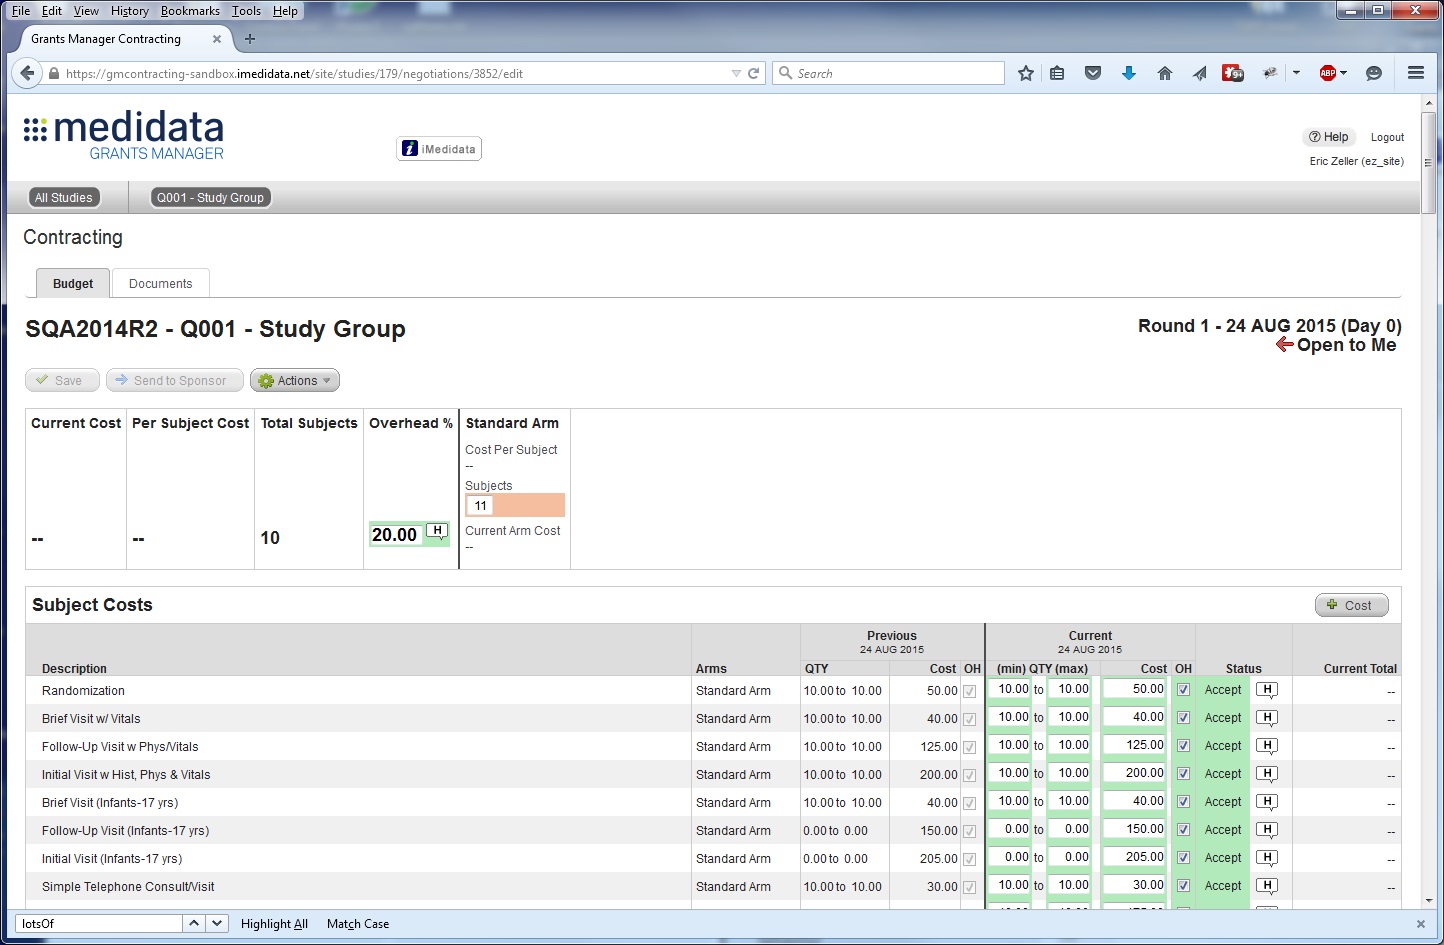 File Edit View History Bookmarks Tools Help
Grants Manager Contracting
https://gmcontracting-sandbox.imedidata.net/site/studies/179/negotiations/3852/edit
Search
9+
ABP
medidata
GRANTS MANAGER
iMedidata
? Help Logout
Eric Zeller (ez_site)
All Studies Q001 - Study Group
Contracting
Budget Documents
SQA2014R2 - Q001 - Study Group
Round 1 - 24 AUG 2015 (Day 0)
Open to Me
Save Send to Sponsor Actions
Current Cost Per Subject Cost Total Subjects Overhead % Standard Arm
Cost Per Subject
--
Subjects
11
Current Arm Cost
--
-- -- 10 20.00 H
Subject Costs
Cost
Previous Current
24 AUG 2015 24 AUG 2015
Description Arms QTY Cost OH (min) QTY (max) Cost OH Status Current Total
Randomization Standard Arm 10.00 to 10.00 50.00 10.00 to 10.00 50.00 Accept H --
Brief Visit w/ Vitals Standard Arm 10.00 to 10.00 40.00 10.00 to 10.00 40.00 Accept H --
Follow-Up Visit w Phys/Vitals Standard Arm 10.00 to 10.00 125.00 10.00 to 10.00 125.00 Accept H --
Initial Visit w Hist, Phys & Vitals Standard Arm 10.00 to 10.00 200.00 10.00 to 10.00 200.00 Accept H --
Brief Visit (Infants-17 yrs) Standard Arm 10.00 to 10.00 40.00 10.00 to 10.00 40.00 Accept H --
Follow-Up Visit (Infants-17 yrs) Standard Arm 0.00 to 0.00 150.00 0.00 to 0.00 150.00 Accept H --
Initial Visit (Infants-17 yrs) Standard Arm 0.00 to 0.00 205.00 0.00 to 0.00 205.00 Accept H --
Simple Telephone Consult/Visit Standard Arm 10.00 to 10.00 30.00 10.00 to 10.00 30.00 Accept H --
lotsOf Highlight All Match Case